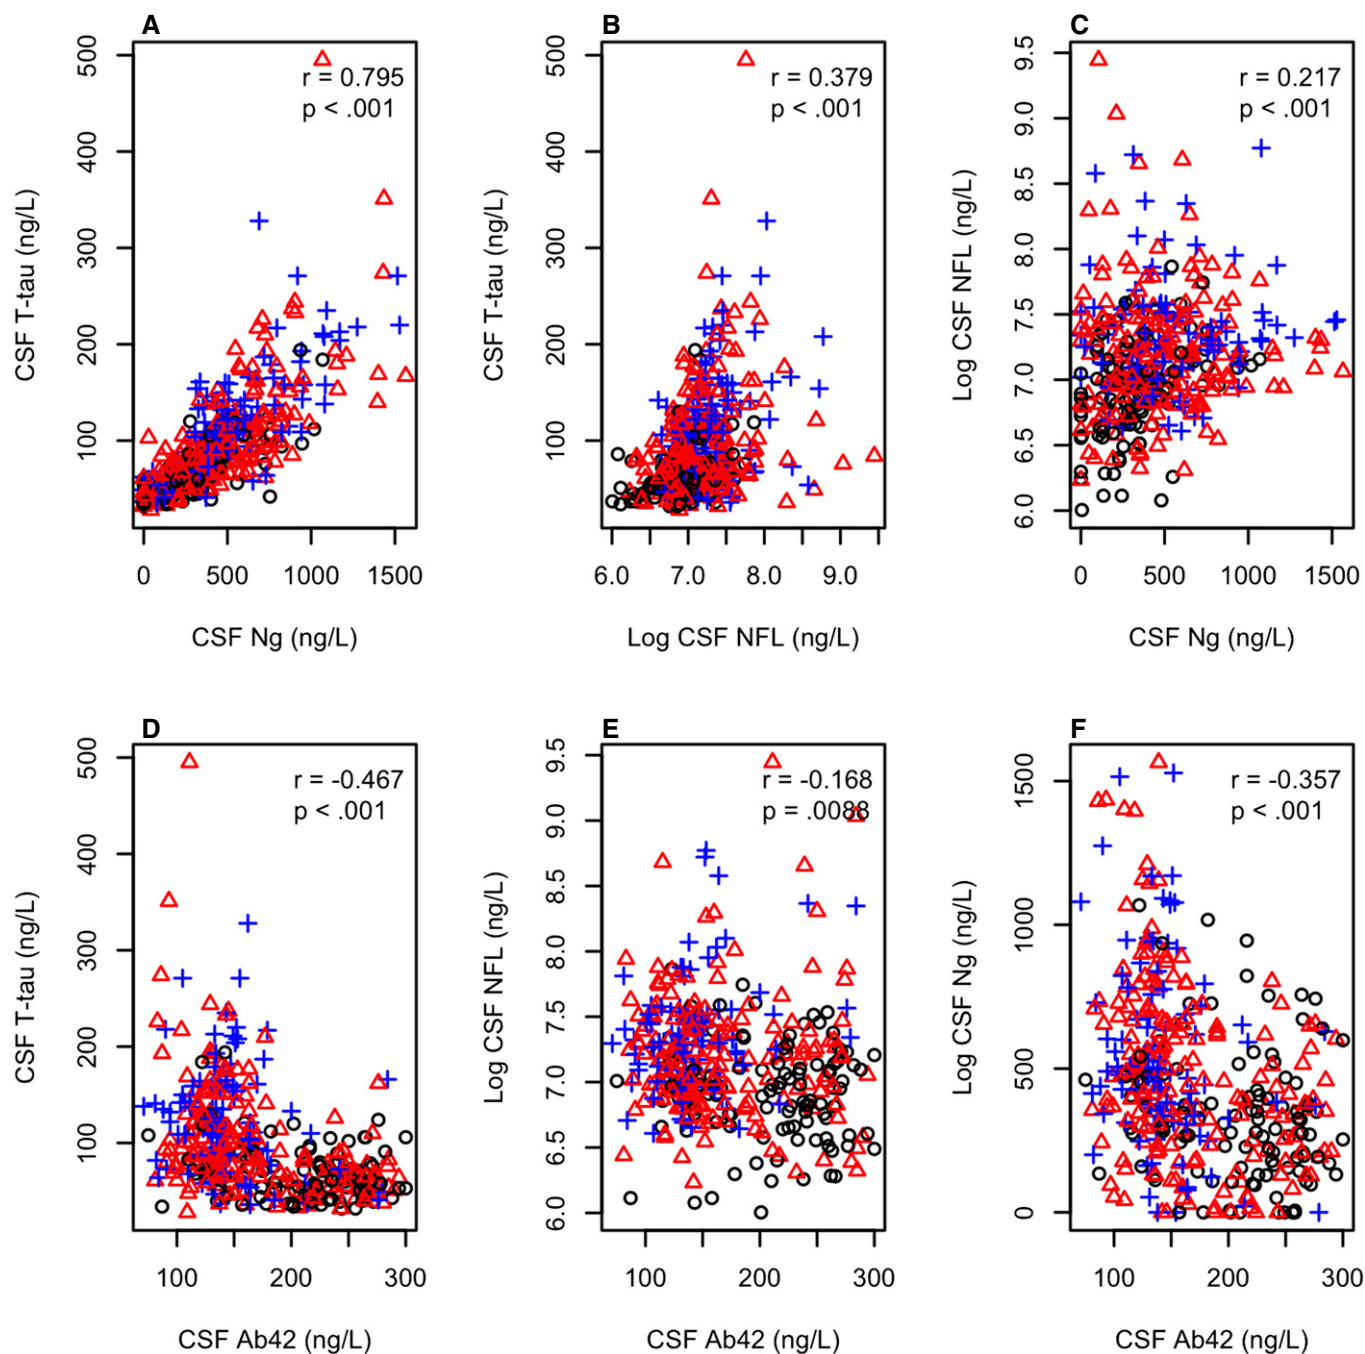 A
CSF T-tau (ng/L)
500
400
300
200
100
r = 0.795
p < .001
0 500 1000 1500
CSF Ng (ng/L)
B
CSF T-tau (ng/L)
500
400
300
200
100
r = 0.379
p < .001
6.0 7.0 8.0 9.0
Log CSF NFL (ng/L)
C
Log CSF NFL (ng/L)
9.5
9.0
8.5
8.0
7.5
7.0
6.5
6.0
r = 0.217
p < .001
0 500 1000 1500
CSF Ng (ng/L)
D
CSF T-tau (ng/L)
500
400
300
200
100
r = -0.467
p < .001
100 200 300
CSF Ab42 (ng/L)
E
Log CSF NFL (ng/L)
9.5
9.0
8.5
8.0
7.5
7.0
6.5
6.0
r = -0.168
p = .0088
100 200 300
CSF Ab42 (ng/L)
F
Log CSF Ng (ng/L)
1500
1000
500
0
r = -0.357
p < .001
100 200 300
CSF Ab42 (ng/L)